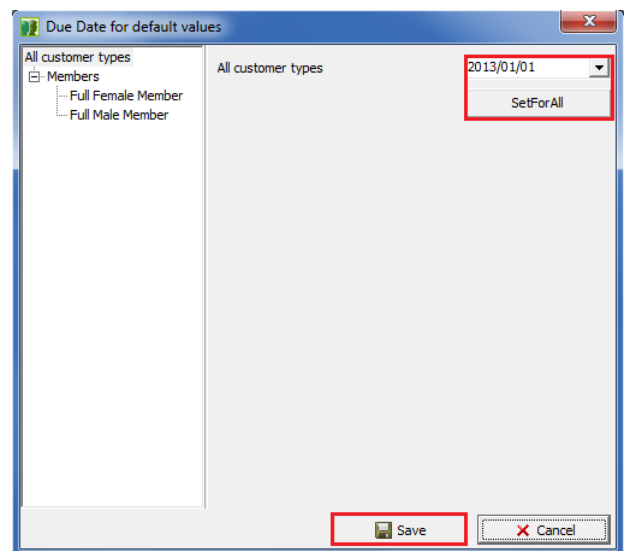 Due Date for default values
All customer types
Members
Full Female Member
Full Male Member
All customer types
2013/01/01
SetForAll
Save
Cancel